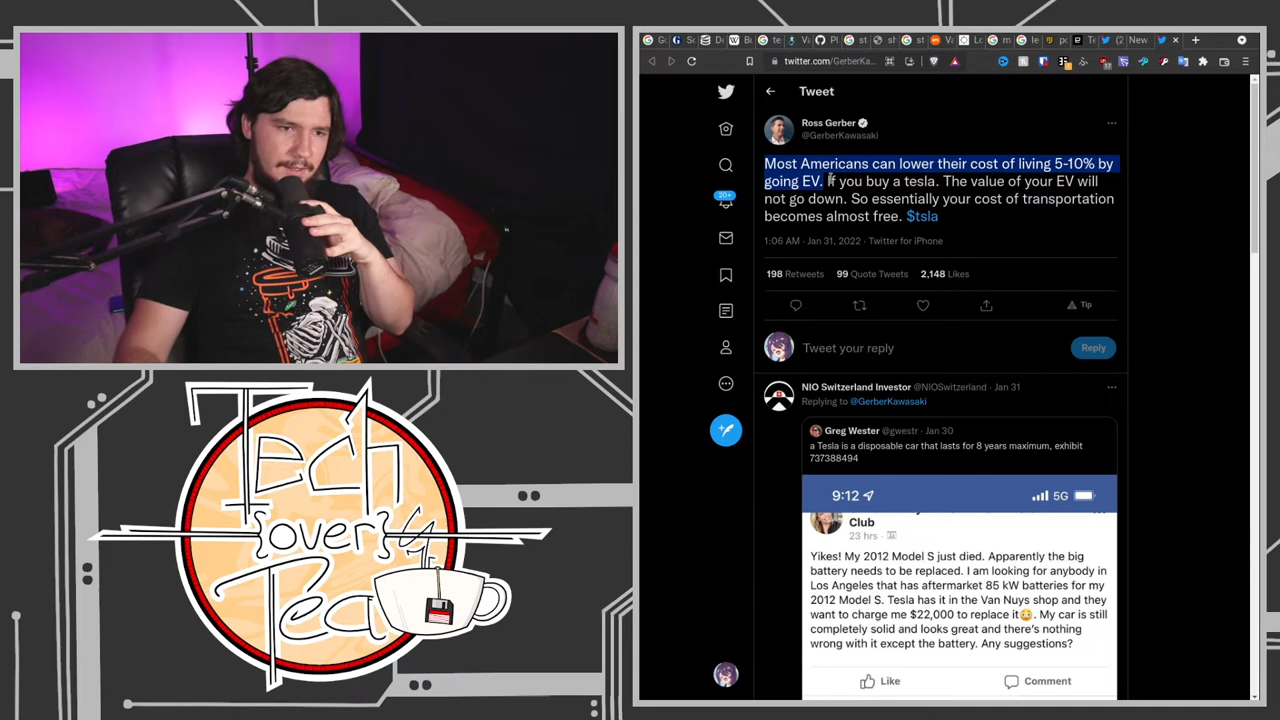 twitter.com/GerberKa...
New
Tweet
Ross Gerber
@GerberKawasaki
Most Americans can lower their cost of living 5-10% by
going EV. If you buy a tesla. The value of your EV will
not go down. So essentially your cost of transportation
becomes almost free. $tsla
1:06 AM · Jan 31, 2022 · Twitter for iPhone
198 Retweets 99 Quote Tweets 2,148 Likes
Tip
20+
Tweet your reply
Reply
NIO Switzerland Investor @NIOSwitzerland · Jan 31
Replying to @GerberKawasaki
Greg Wester @gwestr · Jan 30
a Tesla is a disposable car that lasts for 8 years maximum, exhibit
737388494
9:12 5G
Club
23 hrs ·
Yikes! My 2012 Model S just died. Apparently the big
battery needs to be replaced. I am looking for anybody in
Los Angeles that has aftermarket 85 kW batteries for my
2012 Model S. Tesla has it in the Van Nuys shop and they
want to charge me $22,000 to replace it😳. My car is still
completely solid and looks great and there's nothing
wrong with it except the battery. Any suggestions?
Like Comment
Tech
{over}
Tea